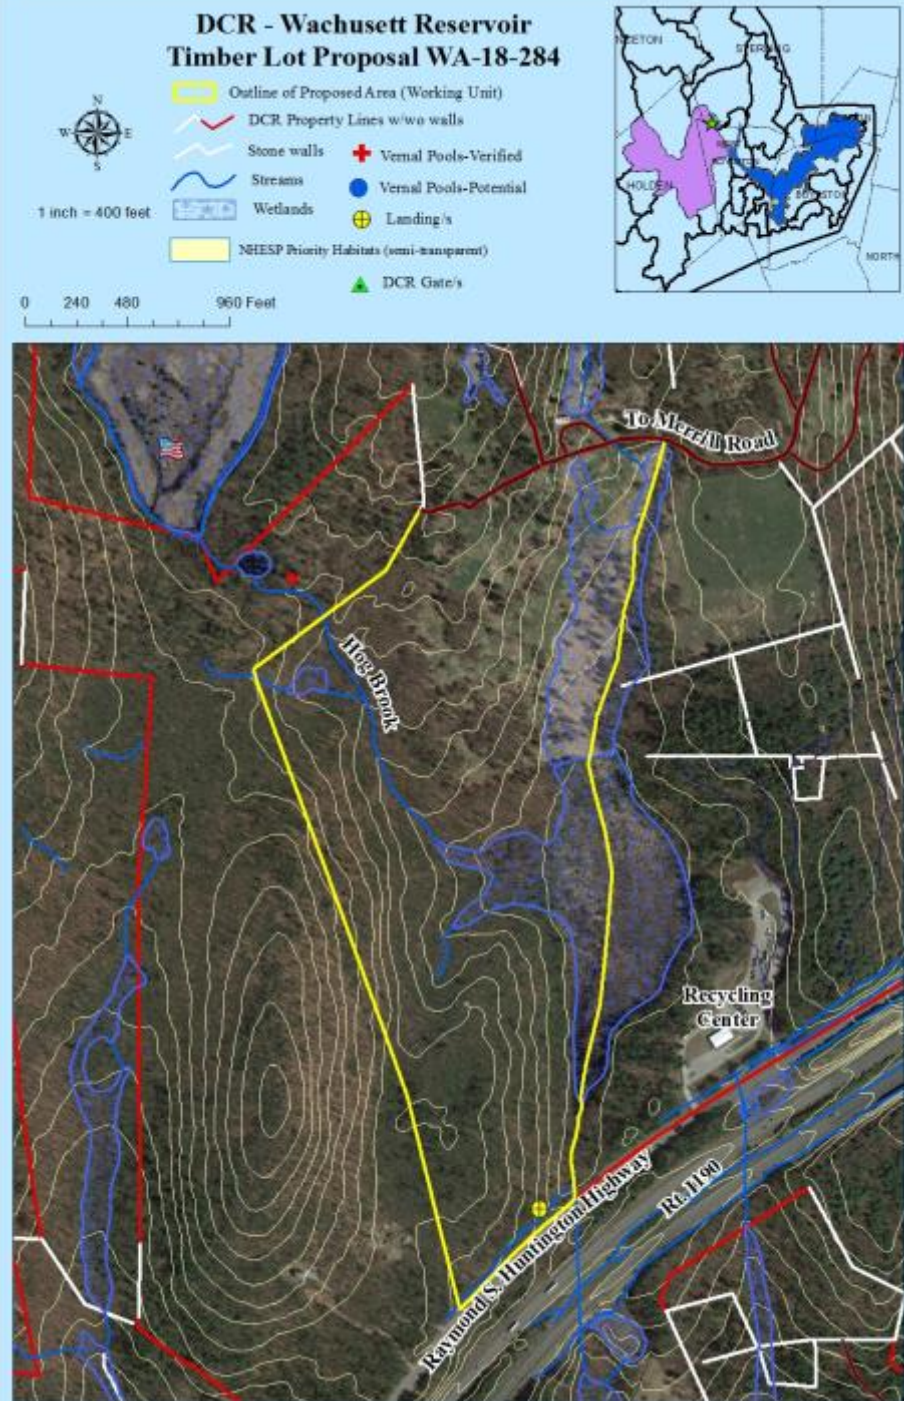 DCR - Wachusett Reservoir
Timber Lot Proposal WA-18-284
Outline of Proposed Area (Working Unit)
DCR Property Lines w/wo walls
Stone walls
Streams
Wetlands
NHESP Priority Habitats (semi-transparent)
Vernal Pools-Verified
Vernal Pools-Potential
Landing/s
DCR Gate/s
N
W
E
S
1 inch = 400 feet
0 240 480 960 Feet
STERLING
HOLDEN
NORTH
To Merrill Road
Hog Brook
Recycling
Center
Raymond S. Huntington Highway
Rt. I190